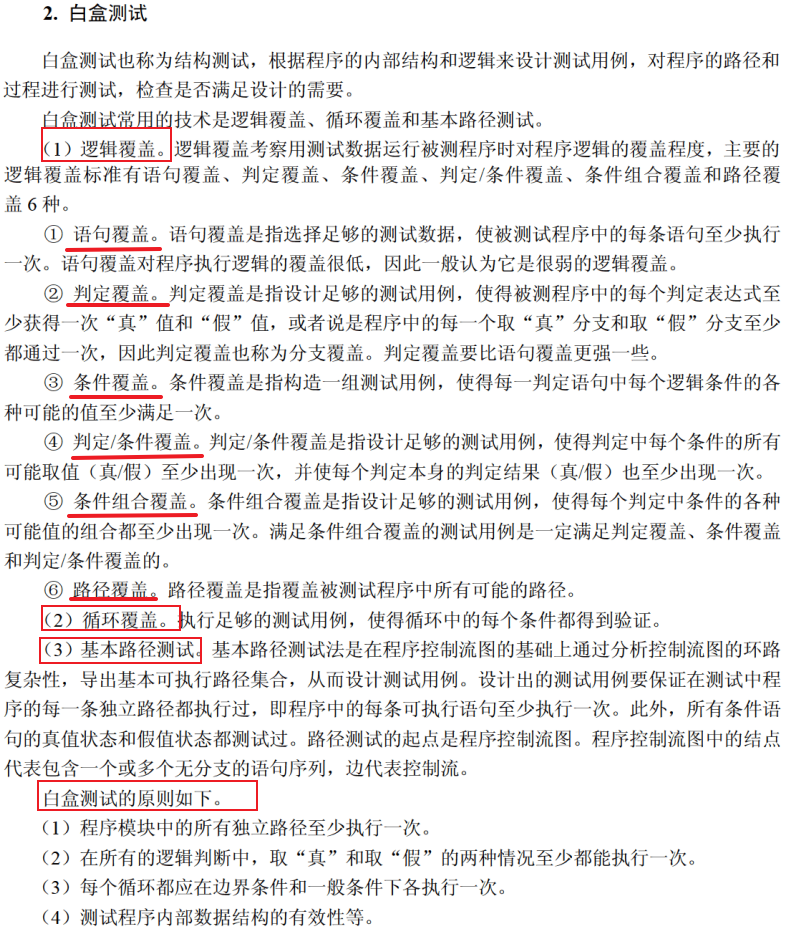 2. 白盒测试
白盒测试也称为结构测试，根据程序的内部结构和逻辑来设计测试用例，对程序的路径和
过程进行测试，检查是否满足设计的需要。
白盒测试常用的技术是逻辑覆盖、循环覆盖和基本路径测试。
（1）逻辑覆盖。逻辑覆盖考察用测试数据运行被测程序时对程序逻辑的覆盖程度，主要的
逻辑覆盖标准有语句覆盖、判定覆盖、条件覆盖、判定/条件覆盖、条件组合覆盖和路径覆
盖 6 种。
① 语句覆盖。语句覆盖是指选择足够的测试数据，使被测试程序中的每条语句至少执行
一次。语句覆盖对程序执行逻辑的覆盖很低，因此一般认为它是很弱的逻辑覆盖。
② 判定覆盖。判定覆盖是指设计足够的测试用例，使得被测程序中的每个判定表达式至
少获得一次“真”值和“假”值，或者说是程序中的每一个取“真”分支和取“假”分支至少
都通过一次，因此判定覆盖也称为分支覆盖。判定覆盖要比语句覆盖更强一些。
③ 条件覆盖。条件覆盖是指构造一组测试用例，使得每一判定语句中每个逻辑条件的各
种可能的值至少满足一次。
④ 判定/条件覆盖。判定/条件覆盖是指设计足够的测试用例，使得判定中每个条件的所有
可能取值（真/假）至少出现一次，并使每个判定本身的判定结果（真/假）也至少出现一次。
⑤ 条件组合覆盖。条件组合覆盖是指设计足够的测试用例，使得每个判定中条件的各种
可能值的组合都至少出现一次。满足条件组合覆盖的测试用例是一定满足判定覆盖、条件覆盖
和判定/条件覆盖的。
⑥ 路径覆盖。路径覆盖是指覆盖被测试程序中所有可能的路径。
（2）循环覆盖。执行足够的测试用例，使得循环中的每个条件都得到验证。
（3）基本路径测试。基本路径测试法是在程序控制流图的基础上通过分析控制流图的环路
复杂性，导出基本可执行路径集合，从而设计测试用例。设计出的测试用例要保证在测试中程
序的每一条独立路径都执行过，即程序中的每条可执行语句至少执行一次。此外，所有条件语
句的真值状态和假值状态都测试过。路径测试的起点是程序控制流图。程序控制流图中的结点
代表包含一个或多个无分支的语句序列，边代表控制流。
白盒测试的原则如下。
（1）程序模块中的所有独立路径至少执行一次。
（2）在所有的逻辑判断中，取“真”和取“假”的两种情况至少都能执行一次。
（3）每个循环都应在边界条件和一般条件下各执行一次。
（4）测试程序内部数据结构的有效性等。